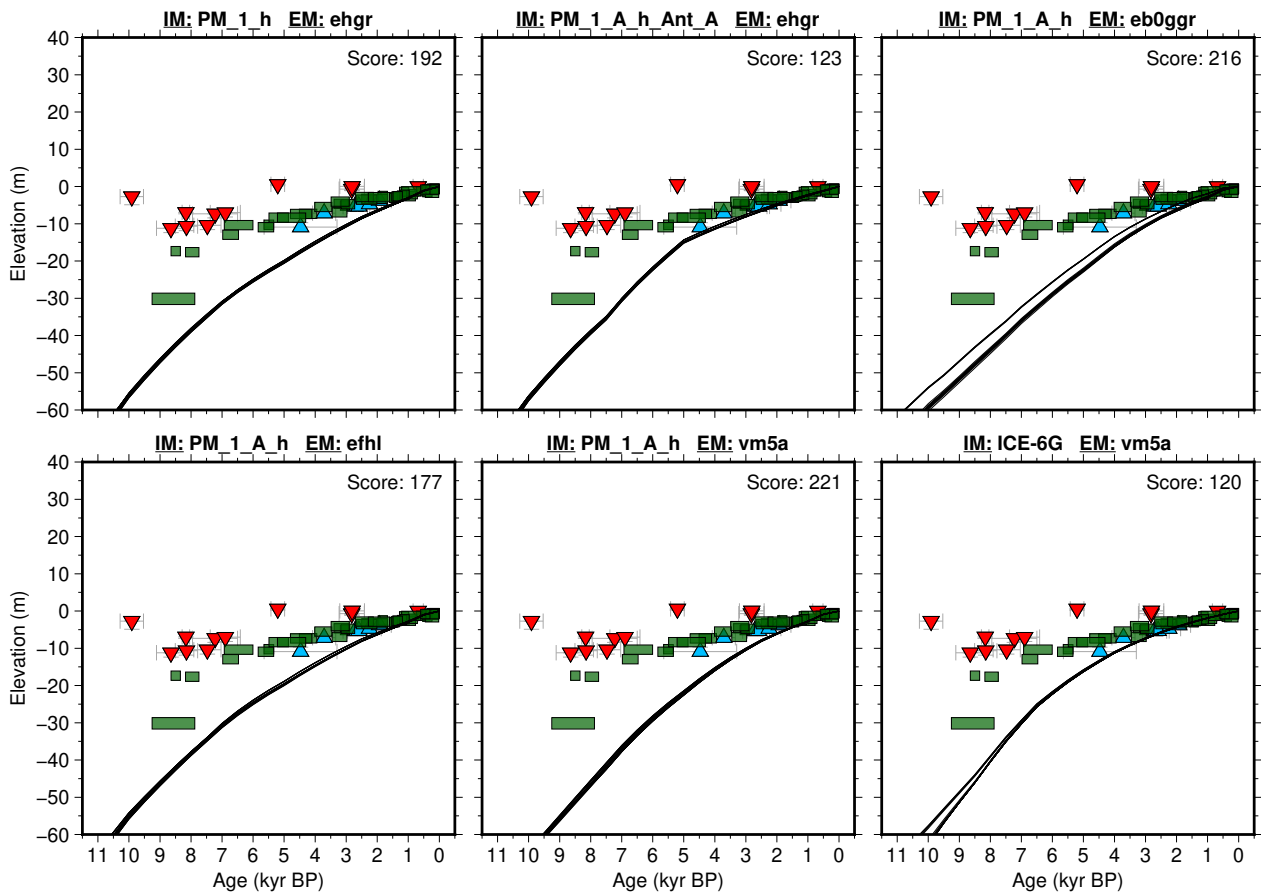 IM: PM_1_h EM: ehgr
IM: PM_1_A_h_Ant_A EM: ehgr
IM: PM_1_A_h EM: eb0ggr
Score: 192
Score: 123
Score: 216
Elevation (m)
40
30
20
10
0
−10
−20
−30
−40
−50
−60
IM: PM_1_A_h EM: efhl
IM: PM_1_A_h EM: vm5a
IM: ICE-6G EM: vm5a
Score: 177
Score: 221
Score: 120
Elevation (m)
40
30
20
10
0
−10
−20
−30
−40
−50
−60
11 10 9 8 7 6 5 4 3 2 1 0
11 10 9 8 7 6 5 4 3 2 1 0
11 10 9 8 7 6 5 4 3 2 1 0
Age (kyr BP)
Age (kyr BP)
Age (kyr BP)